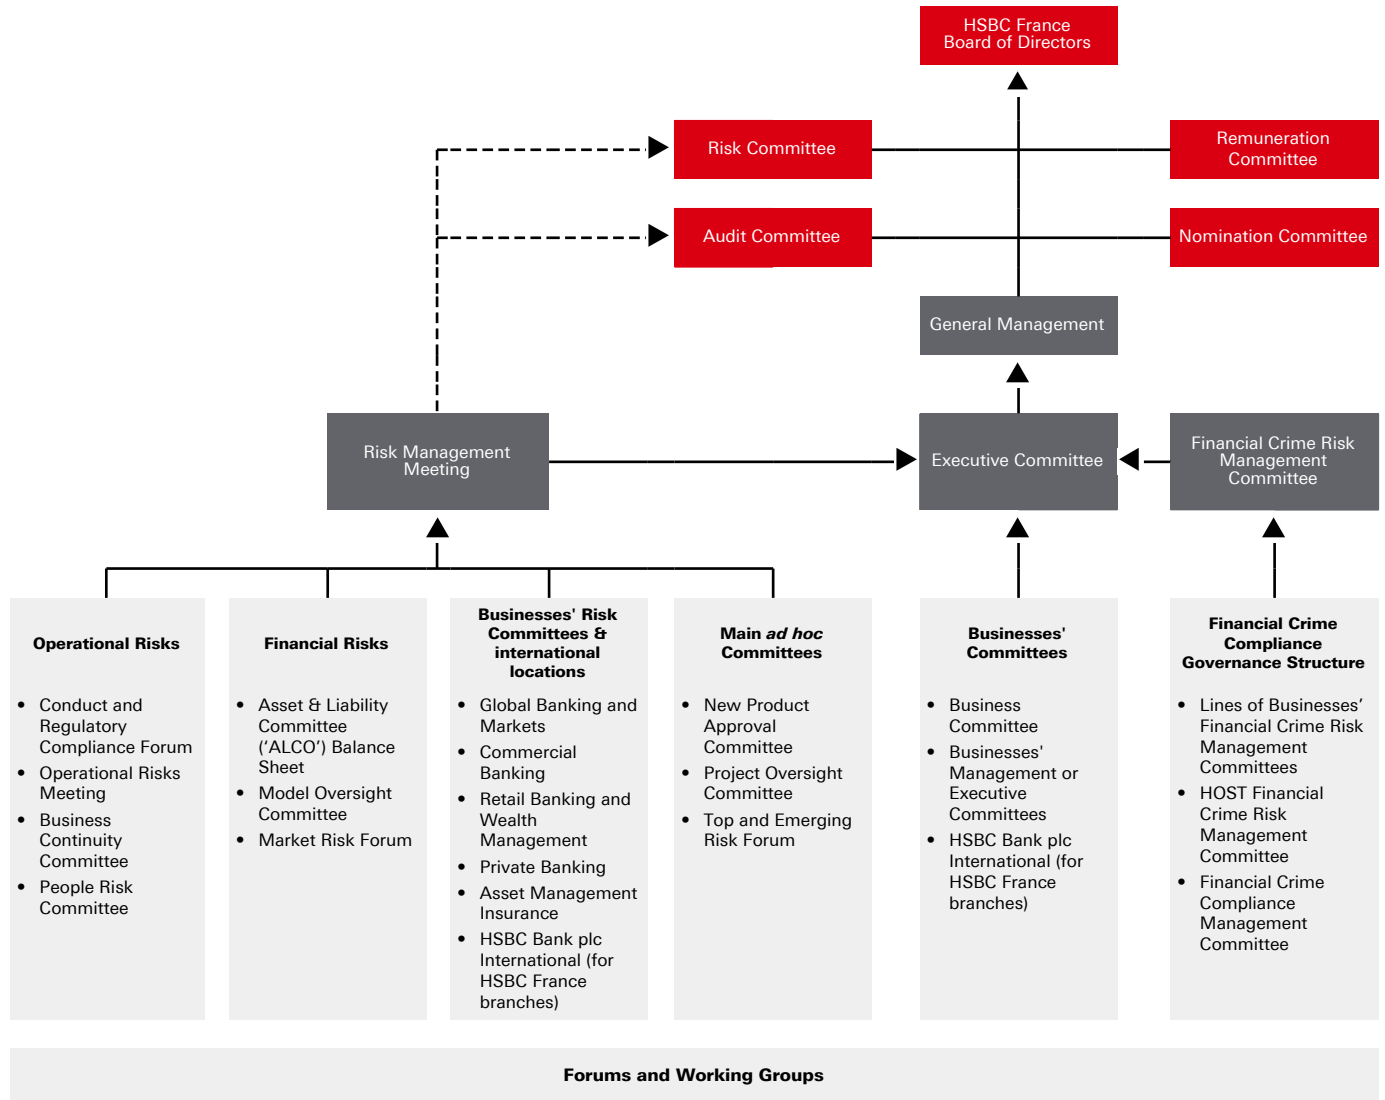 HSBC France
Board of Directors
Risk Committee
Remuneration
Committee
Audit Committee
Nomination Committee
General Management
Risk Management
Meeting
Executive Committee
Financial Crime Risk
Management
Committee
Operational Risks
• Conduct and
Regulatory
Compliance Forum
• Operational Risks
Meeting
• Business
Continuity
Committee
• People Risk
Committee
Financial Risks
• Asset & Liability
Committee
('ALCO') Balance
Sheet
• Model Oversight
Committee
• Market Risk Forum
Businesses' Risk
Committees &
international
locations
• Global Banking and
Markets
• Commercial
Banking
• Retail Banking and
Wealth
Management
• Private Banking
• Asset Management
Insurance
• HSBC Bank plc
International (for
HSBC France
branches)
Main ad hoc
Committees
• New Product
Approval
Committee
• Project Oversight
Committee
• Top and Emerging
Risk Forum
Businesses'
Committees
• Business
Committee
• Businesses'
Management or
Executive
Committees
• HSBC Bank plc
International (for
HSBC France
branches)
Financial Crime
Compliance
Governance Structure
• Lines of Businesses’
Financial Crime Risk
Management
Committees
• HOST Financial
Crime Risk
Management
Committee
• Financial Crime
Compliance
Management
Committee
Forums and Working Groups